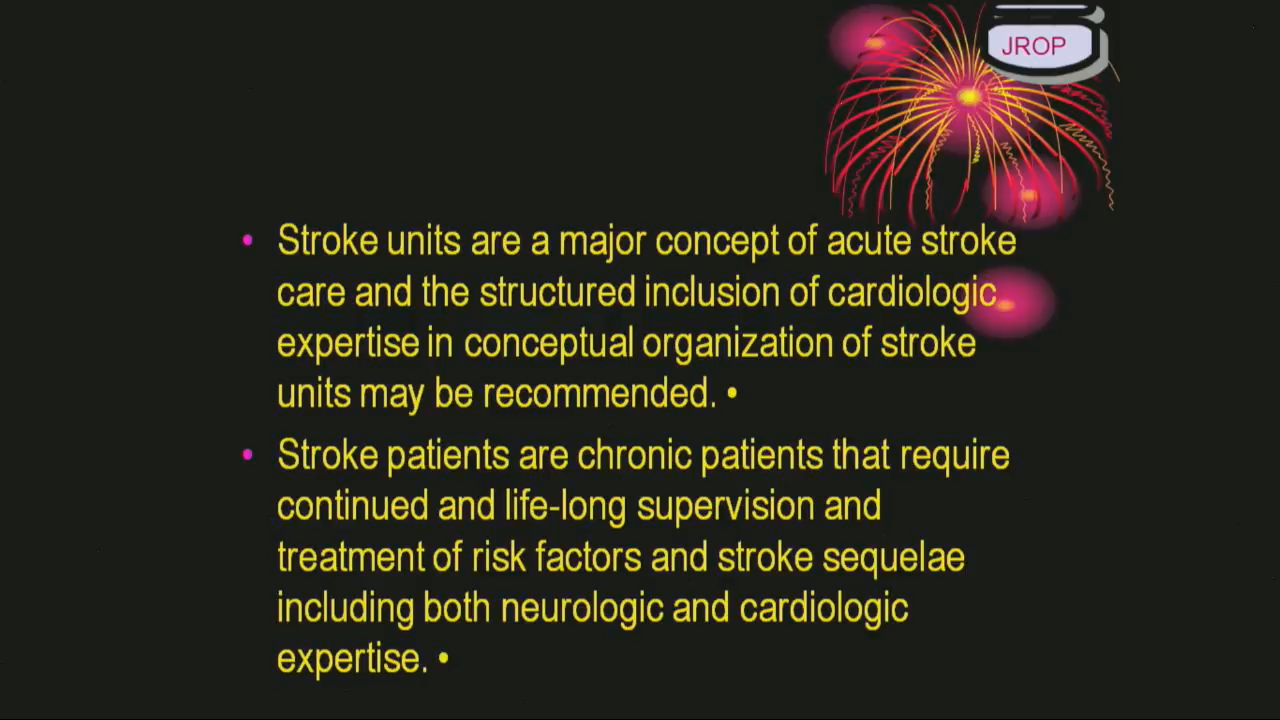 JROP
• Stroke units are a major concept of acute stroke
care and the structured inclusion of cardiologic
expertise in conceptual organization of stroke
units may be recommended. •
• Stroke patients are chronic patients that require
continued and life-long supervision and
treatment of risk factors and stroke sequelae
including both neurologic and cardiologic
expertise. •